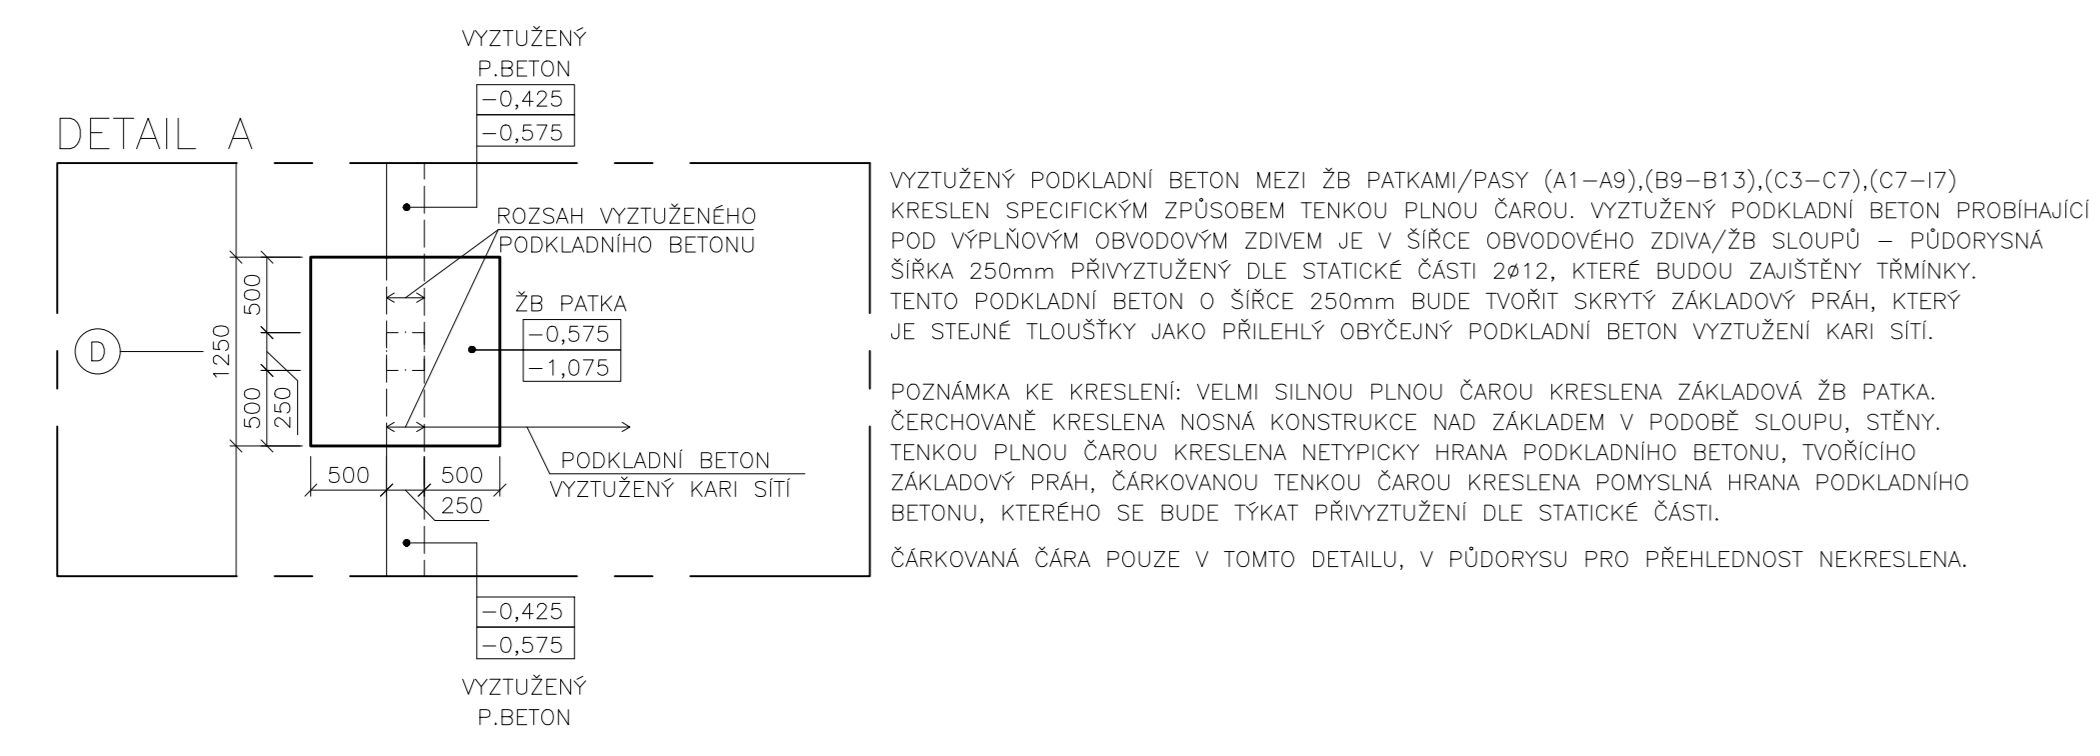 VYZTUŽENÝ
P.BETON
-0,425
-0,575
DETAIL A
ROZSAH VYZTUŽENÉHO
PODKLADNÍHO BETONU
500
1250
D
500
250
ŽB PATKA
-0,575
-1,075
500
500
250
PODKLADNÍ BETON
VYZTUŽENÝ KARI SÍTÍ
-0,425
-0,575
VYZTUŽENÝ
P.BETON
VYZTUŽENÝ PODKLADNÍ BETON MEZI ŽB PATKAMI/PASY (A1-A9),(B9-B13),(C3-C7),(C7-I7)
KRESLEN SPECIFICKÝM ZPŮSOBEM TENKOU PLNOU ČAROU. VYZTUŽENÝ PODKLADNÍ BETON PROBÍHAJÍCÍ
POD VÝPLŇOVÝM OBVODOVÝM ZDIVEM JE V ŠÍŘCE OBVODOVÉHO ZDIVA/ŽB SLOUPŮ – PŮDORYSNÁ
ŠÍŘKA 250mm PŘIVYZTUŽENÝ DLE STATICKÉ ČÁSTI 2ø12, KTERÉ BUDOU ZAJIŠTĚNY TŘMÍNKY.
TENTO PODKLADNÍ BETON O ŠÍŘCE 250mm BUDE TVOŘIT SKRYTÝ ZÁKLADOVÝ PRÁH, KTERÝ
JE STEJNÉ TLOUŠŤKY JAKO PŘILEHLÝ OBYČEJNÝ PODKLADNÍ BETON VYZTUŽENÍ KARI SÍTÍ.
POZNÁMKA KE KRESLENÍ: VELMI SILNOU PLNOU ČAROU KRESLENA ZÁKLADOVÁ ŽB PATKA.
ČERCHOVANĚ KRESLENA NOSNÁ KONSTRUKCE NAD ZÁKLADEM V PODOBĚ SLOUPU, STĚNY.
TENKOU PLNOU ČAROU KRESLENA NETYPICKY HRANA PODKLADNÍHO BETONU, TVOŘÍCÍHO
ZÁKLADOVÝ PRÁH, ČÁRKOVANOU TENKOU ČAROU KRESLENA POMYSLNÁ HRANA PODKLADNÍHO
BETONU, KTERÉHO SE BUDE TÝKAT PŘIVYZTUŽENÍ DLE STATICKÉ ČÁSTI.
ČÁRKOVANÁ ČÁRA POUZE V TOMTO DETAILU, V PŮDORYSU PRO PŘEHLEDNOST NEKRESLENA.